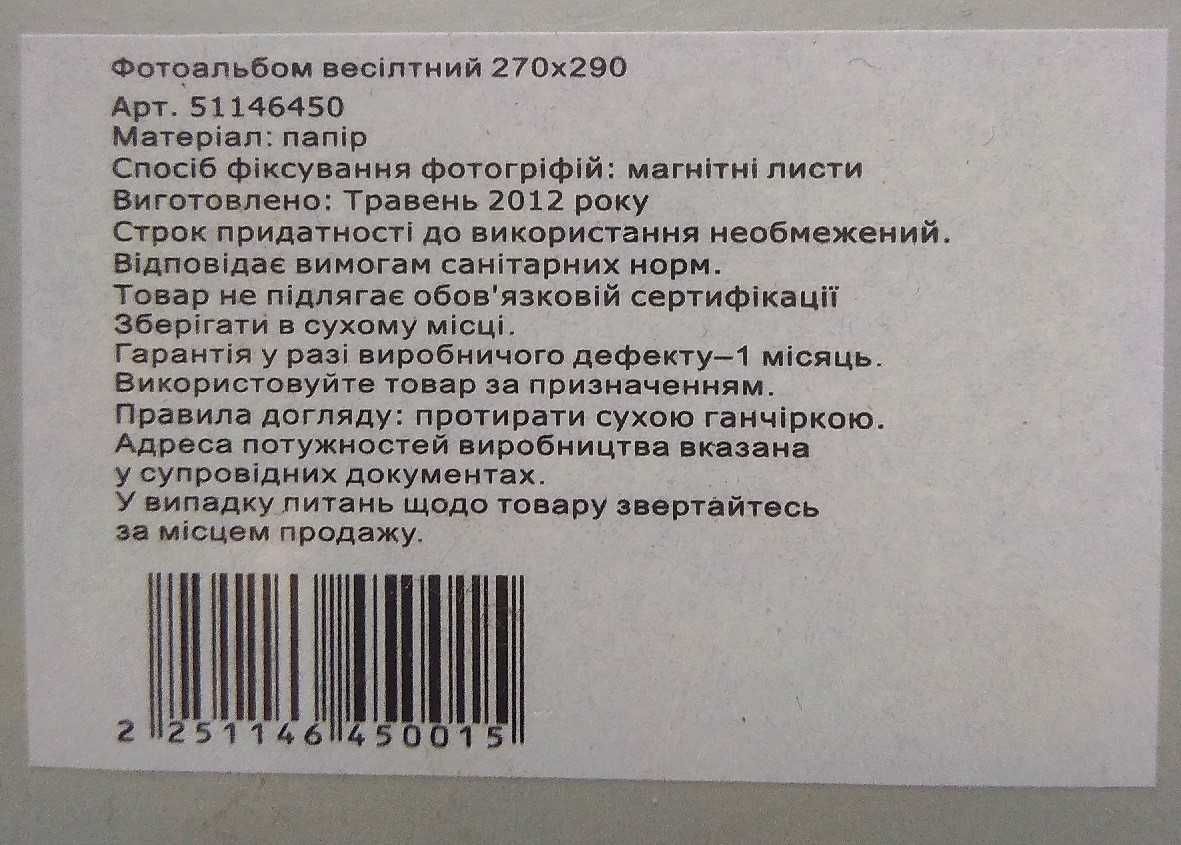 Фотоальбом весілтний 270x290
Арт. 51146450
Матеріал: папір
Спосіб фіксування фотогріфій: магнітні листи
Виготовлено: Травень 2012 року
Строк придатності до використання необмежений.
Відповідає вимогам санітарних норм.
Товар не підлягає обов'язковій сертифікації
Зберігати в сухому місці.
Гарантія у разі виробничого дефекту–1 місяць.
Використовуйте товар за призначенням.
Правила догляду: протирати сухою ганчіркою.
Адреса потужностей виробництва вказана
у супровідних документах.
У випадку питань щодо товару звертайтесь
за місцем продажу.
2 251146 450015